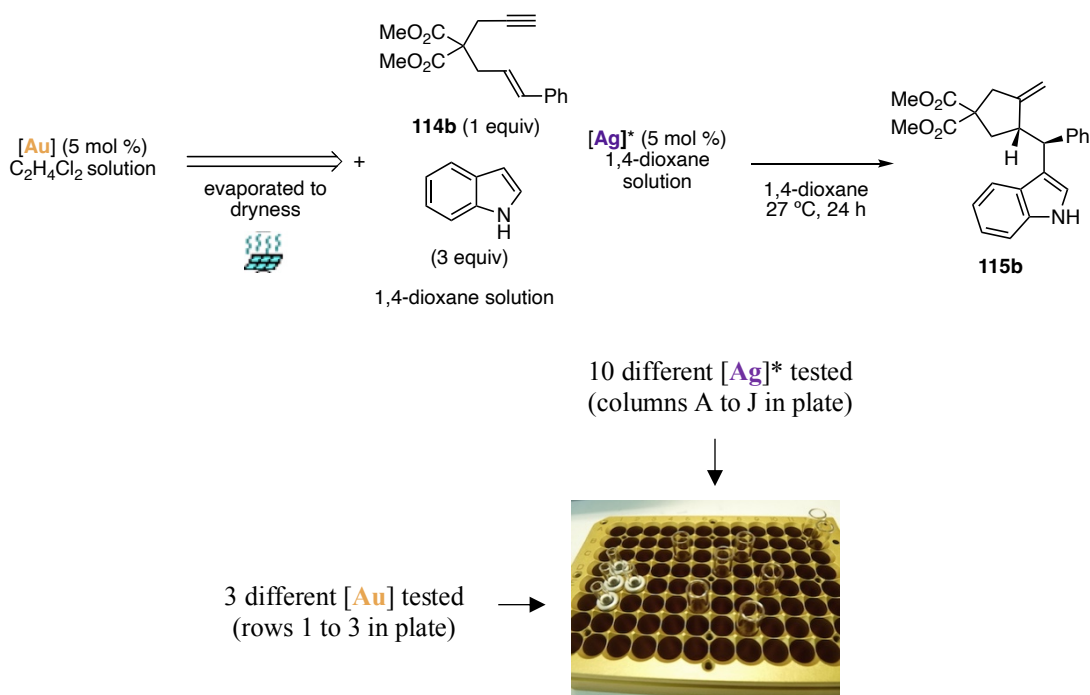 [Au] (5 mol %)
C2H4Cl2 solution
evaporated to
dryness
MeO2C
MeO2C
Ph
114b (1 equiv)
+
N
H
(3 equiv)
1,4-dioxane solution
[Ag]* (5 mol %)
1,4-dioxane
solution
1,4-dioxane
27 ºC, 24 h
MeO2C
MeO2C
Ph
H
NH
115b
10 different [Ag]* tested
(columns A to J in plate)
3 different [Au] tested
(rows 1 to 3 in plate)